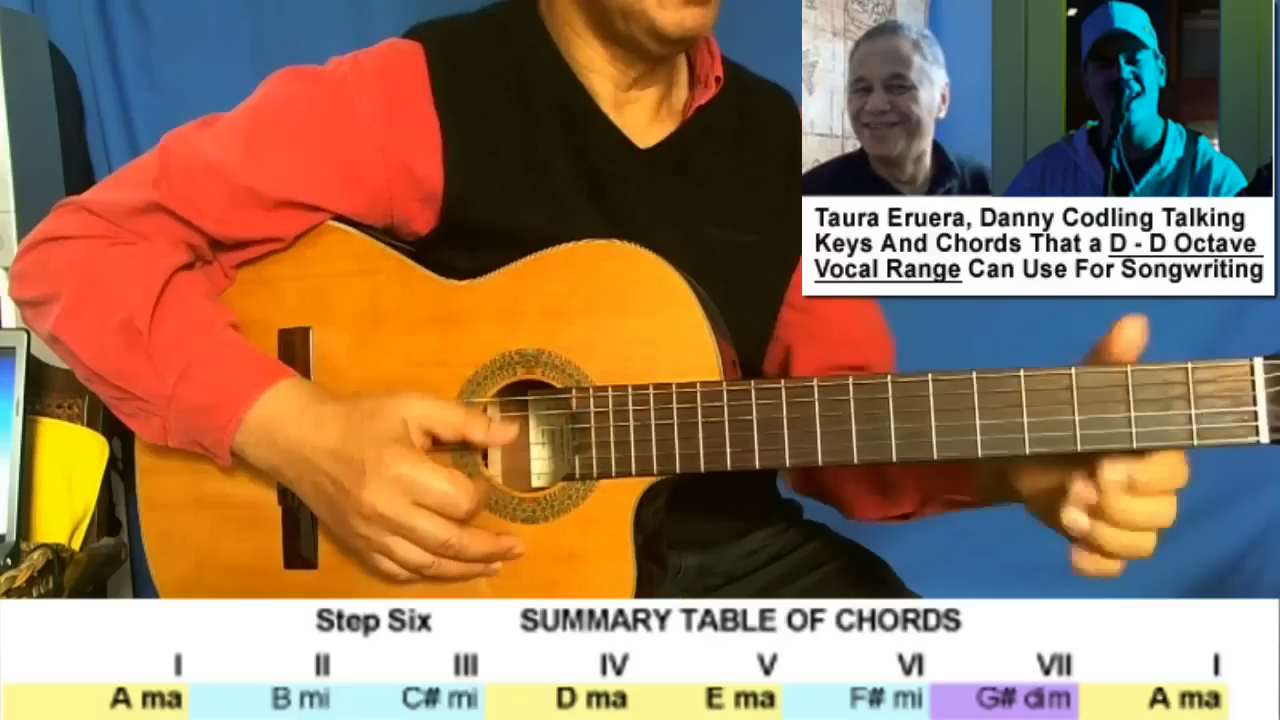 Taura Eruera, Danny Codling Talking
Keys And Chords That a D - D Octave
Vocal Range Can Use For Songwriting
Step Six SUMMARY TABLE OF CHORDS
I II III IV V VI VII I
A ma B mi C# mi D ma E ma F# mi G# dim A ma